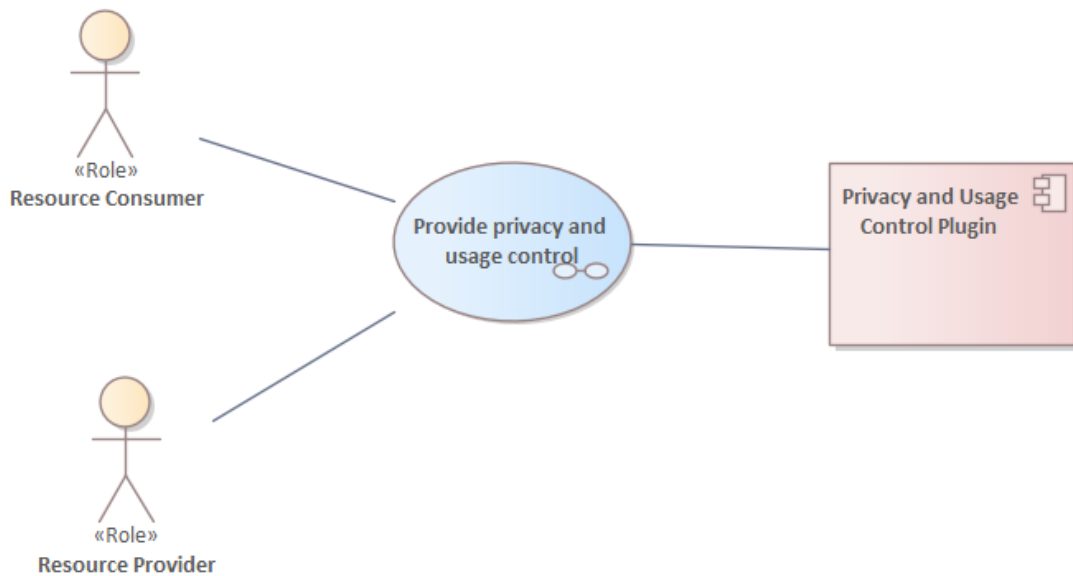 «Role»
Resource Consumer
Provide privacy and
usage control
Privacy and Usage
Control Plugin
«Role»
Resource Provider